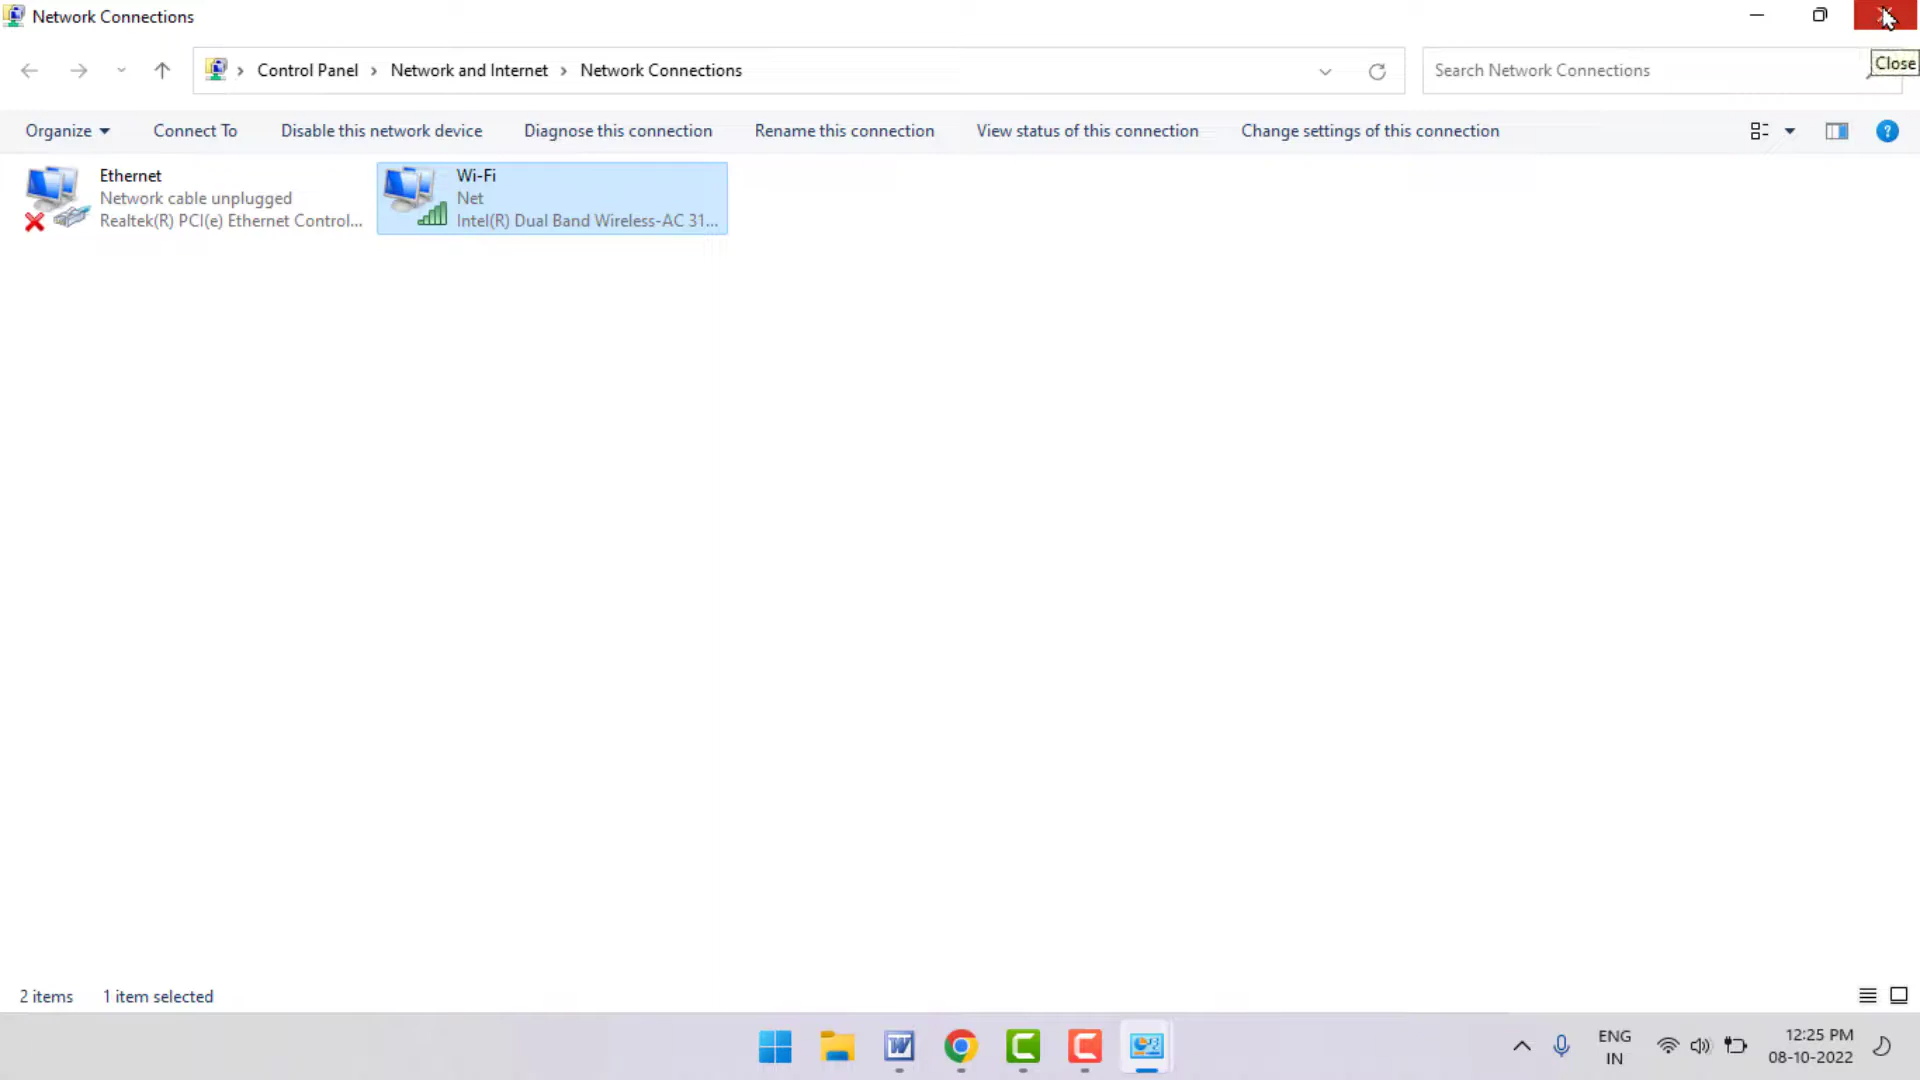 Network Connections
Control Panel > Network and Internet > Network Connections
Search Network Connections
Close
Organize
Connect To
Disable this network device
Diagnose this connection
Rename this connection
View status of this connection
Change settings of this connection
Ethernet
Network cable unplugged
Realtek(R) PCI(e) Ethernet Control...
Wi-Fi
Net
Intel(R) Dual Band Wireless-AC 31...
2 items
1 item selected
ENG
IN
12:25 PM
08-10-2022